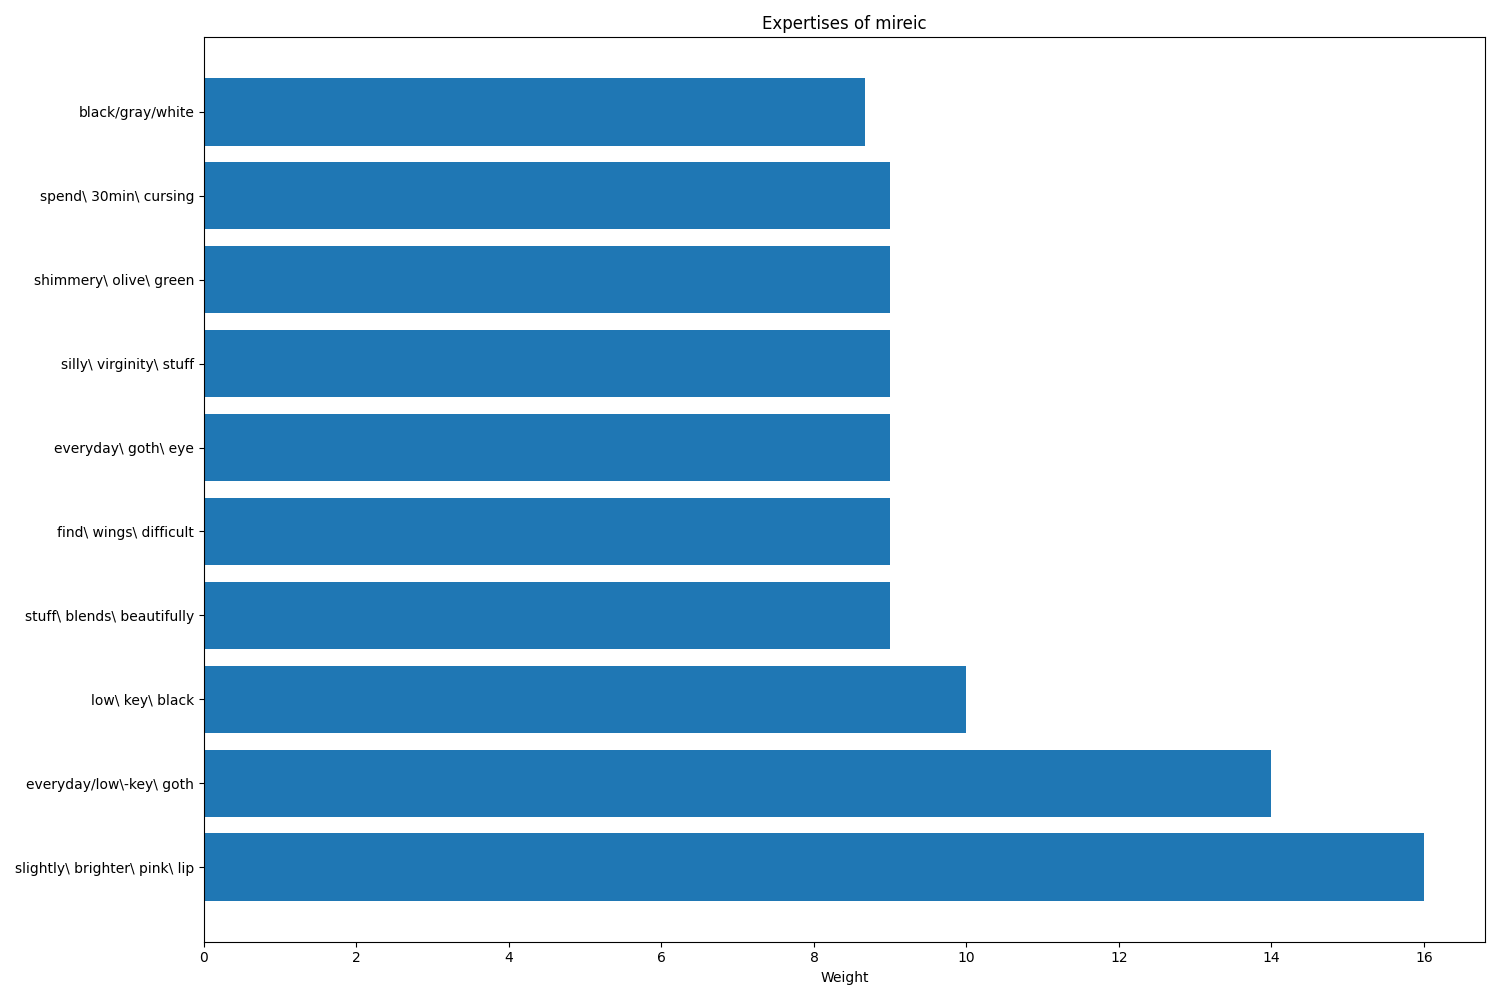 Expertises of mireic
black/gray/white
spend\ 30min\ cursing
shimmery\ olive\ green
silly\ virginity\ stuff
everyday\ goth\ eye
find\ wings\ difficult
stuff\ blends\ beautifully
low\ key\ black
everyday/low\-key\ goth
slightly\ brighter\ pink\ lip
0 2 4 6 8 10 12 14 16
Weight